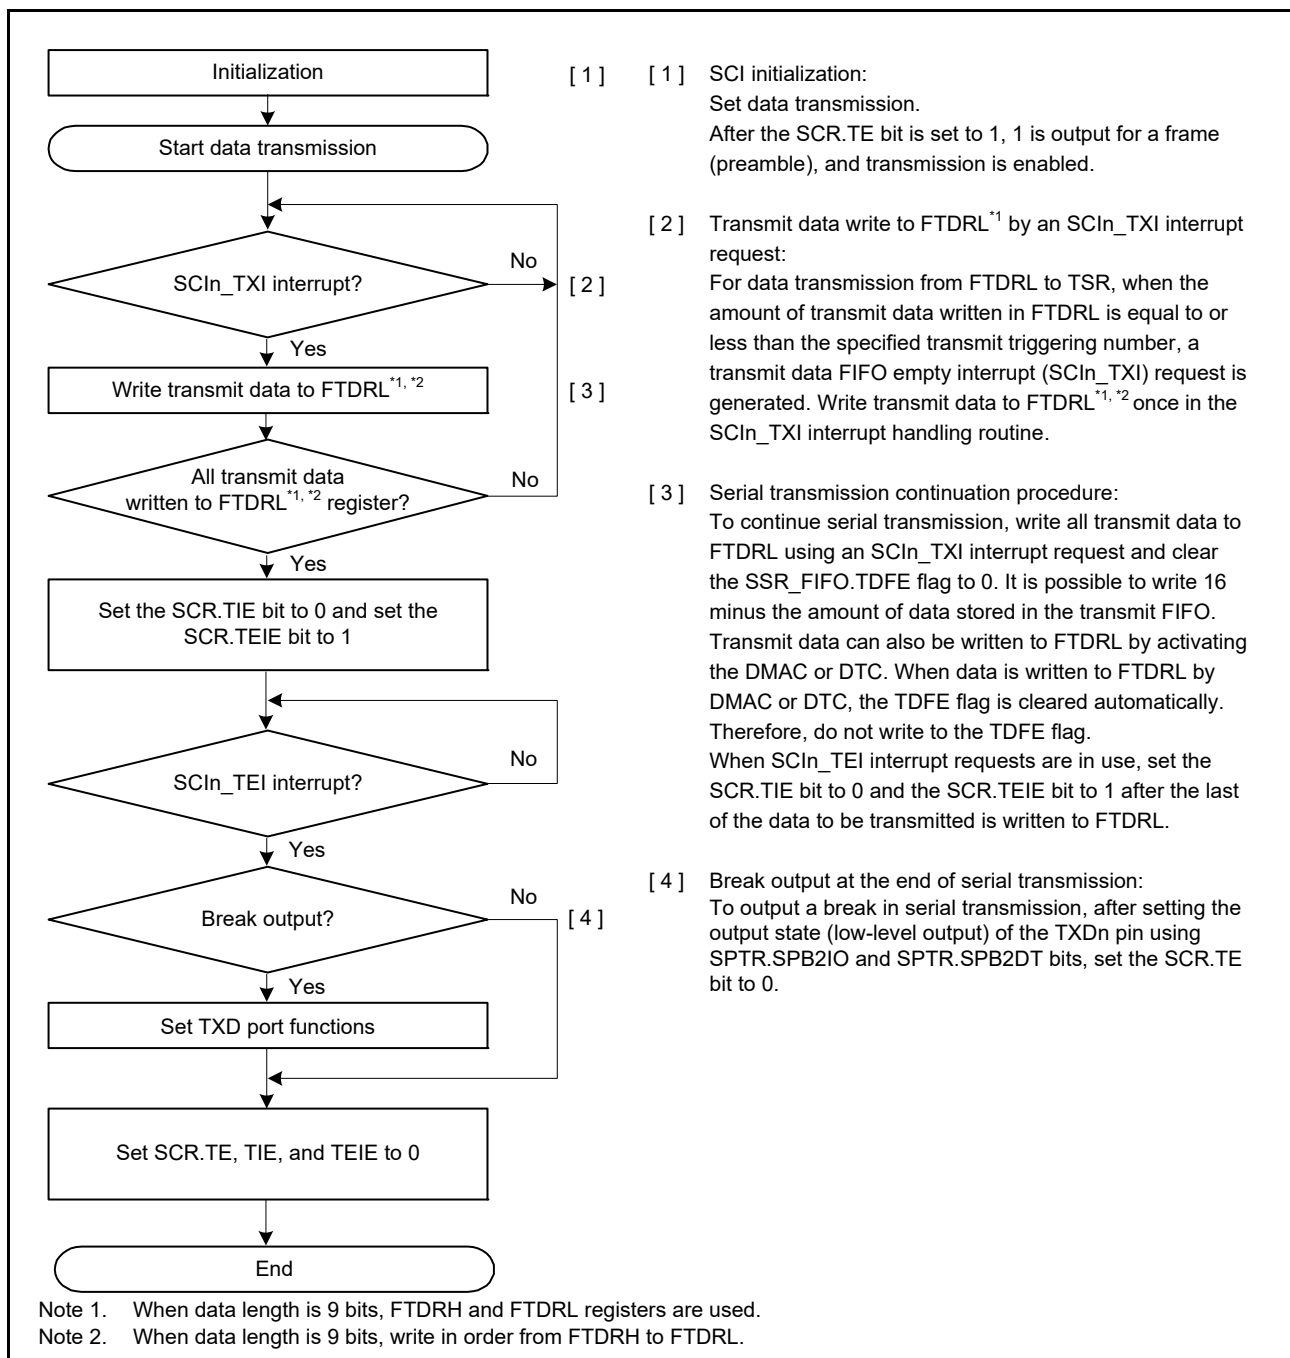 Initialization
[ 1 ]
Start data transmission
SCIn_TXI interrupt?
No
[ 2 ]
Yes
Write transmit data to FTDRL*1, *2
[ 3 ]
All transmit data
written to FTDRL*1, *2 register?
No
Yes
Set the SCR.TIE bit to 0 and set the
SCR.TEIE bit to 1
SCIn_TEI interrupt?
No
Yes
Break output?
No
[ 4 ]
Yes
Set TXD port functions
Set SCR.TE, TIE, and TEIE to 0
End
[ 1 ] SCI initialization:
Set data transmission.
After the SCR.TE bit is set to 1, 1 is output for a frame
(preamble), and transmission is enabled.
[ 2 ] Transmit data write to FTDRL*1 by an SCIn_TXI interrupt
request:
For data transmission from FTDRL to TSR, when the
amount of transmit data written in FTDRL is equal to or
less than the specified transmit triggering number, a
transmit data FIFO empty interrupt (SCIn_TXI) request is
generated. Write transmit data to FTDRL*1, *2 once in the
SCIn_TXI interrupt handling routine.
[ 3 ] Serial transmission continuation procedure:
To continue serial transmission, write all transmit data to
FTDRL using an SCIn_TXI interrupt request and clear
the SSR_FIFO.TDFE flag to 0. It is possible to write 16
minus the amount of data stored in the transmit FIFO.
Transmit data can also be written to FTDRL by activating
the DMAC or DTC. When data is written to FTDRL by
DMAC or DTC, the TDFE flag is cleared automatically.
Therefore, do not write to the TDFE flag.
When SCIn_TEI interrupt requests are in use, set the
SCR.TIE bit to 0 and the SCR.TEIE bit to 1 after the last
of the data to be transmitted is written to FTDRL.
[ 4 ] Break output at the end of serial transmission:
To output a break in serial transmission, after setting the
output state (low-level output) of the TXDn pin using
SPTR.SPB2IO and SPTR.SPB2DT bits, set the SCR.TE
bit to 0.
Note 1. When data length is 9 bits, FTDRH and FTDRL registers are used.
Note 2. When data length is 9 bits, write in order from FTDRH to FTDRL.